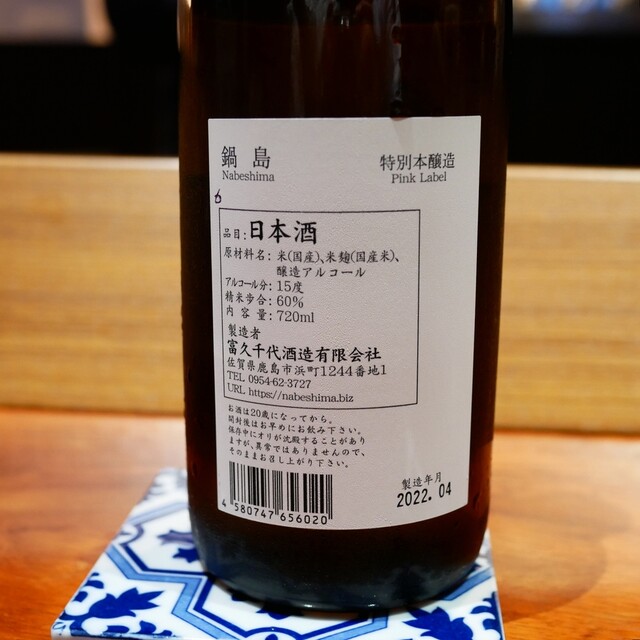 鍋島
Nabeshima
特別本醸造
Pink Label
品目:日本酒
原材料名:米(国産)、米麹(国産米)、
醸造アルコール
アルコール分:15度
精米歩合:60%
内容量:720ml
製造者
富久千代酒造有限会社
佐賀県鹿島市浜町1244番地1
TEL 0954-62-3727
URL https://nabeshima.biz
お酒は20歳になってから。
開封後はお早めにお飲み下さい。
保存中にオリが沈殿することがあり
ますが、異常ではありませんので、
そのままお召し上がり下さい。
4 580747 656020
製造年月
2022.04